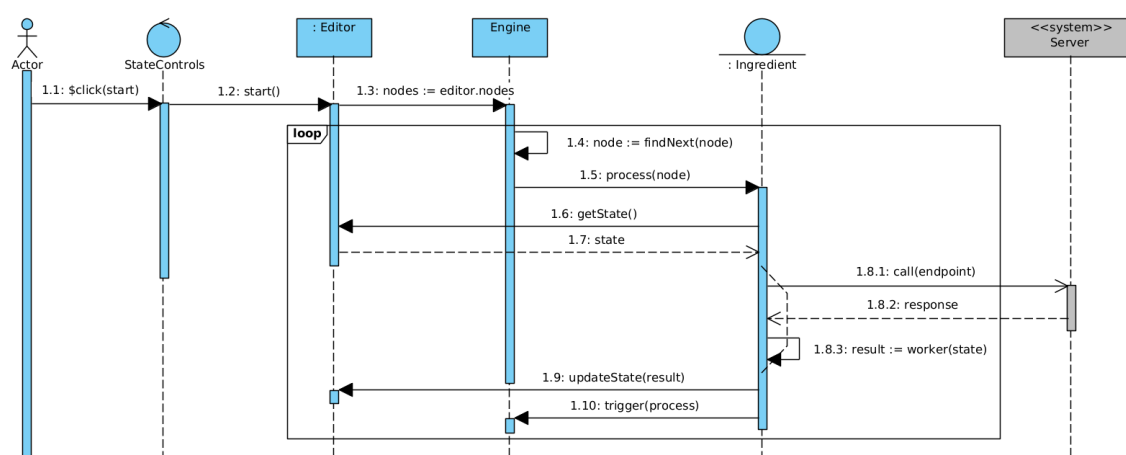 : Editor
Engine
<<system>>
Server
Actor
StateControls
: Ingredient
1.1: $click(start)
1.2: start()
1.3: nodes := editor.nodes
loop
1.4: node := findNext(node)
1.5: process(node)
1.6: getState()
1.7: state
1.8.1: call(endpoint)
1.8.2: response
1.8.3: result := worker(state)
1.9: updateState(result)
1.10: trigger(process)